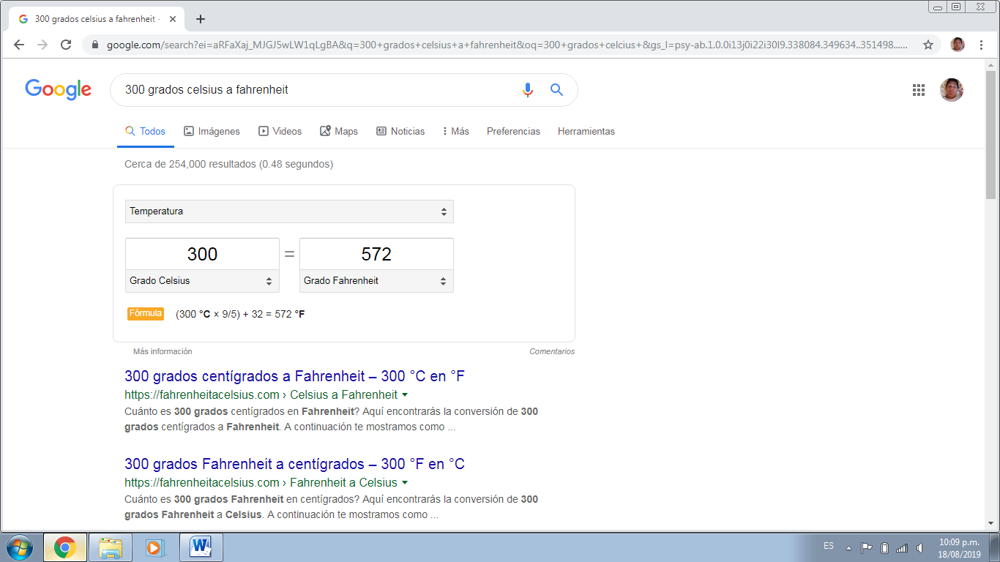 300 grados celsius a fahrenheit -
google.com/search?ei=aRFaXaj_MJGJ5wLW1qLgBA&q=300+grados+celsius+a+fahrenheit&oq=300+grados+celcius+&gs_l=psy-ab.1.0.0i13j0i22i30l9.338084.349634..351498......
Google
300 grados celsius a fahrenheit
Todos Imágenes Videos Maps Noticias Más Preferencias Herramientas
Cerca de 254,000 resultados (0.48 segundos)
Temperatura
300 = 572
Grado Celsius Grado Fahrenheit
Fórmula (300 °C × 9/5) + 32 = 572 °F
Más información Comentarios
300 grados centígrados a Fahrenheit – 300 °C en °F
https://fahrenheitacelsius.com › Celsius a Fahrenheit
Cuánto es 300 grados centígrados en Fahrenheit? Aquí encontrarás la conversión de 300
grados centígrados a Fahrenheit. A continuación te mostramos como ...
300 grados Fahrenheit a centígrados – 300 °F en °C
https://fahrenheitacelsius.com › Fahrenheit a Celsius
Cuánto es 300 grados Fahrenheit en centígrados? Aquí encontrarás la conversión de 300
grados Fahrenheit a Celsius. A continuación te mostramos como ...
ES
10:09 p.m.
18/08/2019